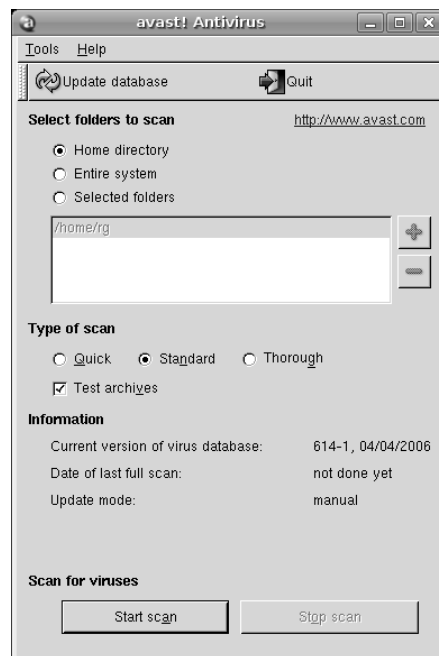 avast! Antivirus
Tools Help
Update database Quit
Select folders to scan http://www.avast.com
Home directory
Entire system
Selected folders
/home/rg
Type of scan
Quick Standard Thorough
Test archives
Information
Current version of virus database: 614-1, 04/04/2006
Date of last full scan: not done yet
Update mode: manual
Scan for viruses
Start scan Stop scan